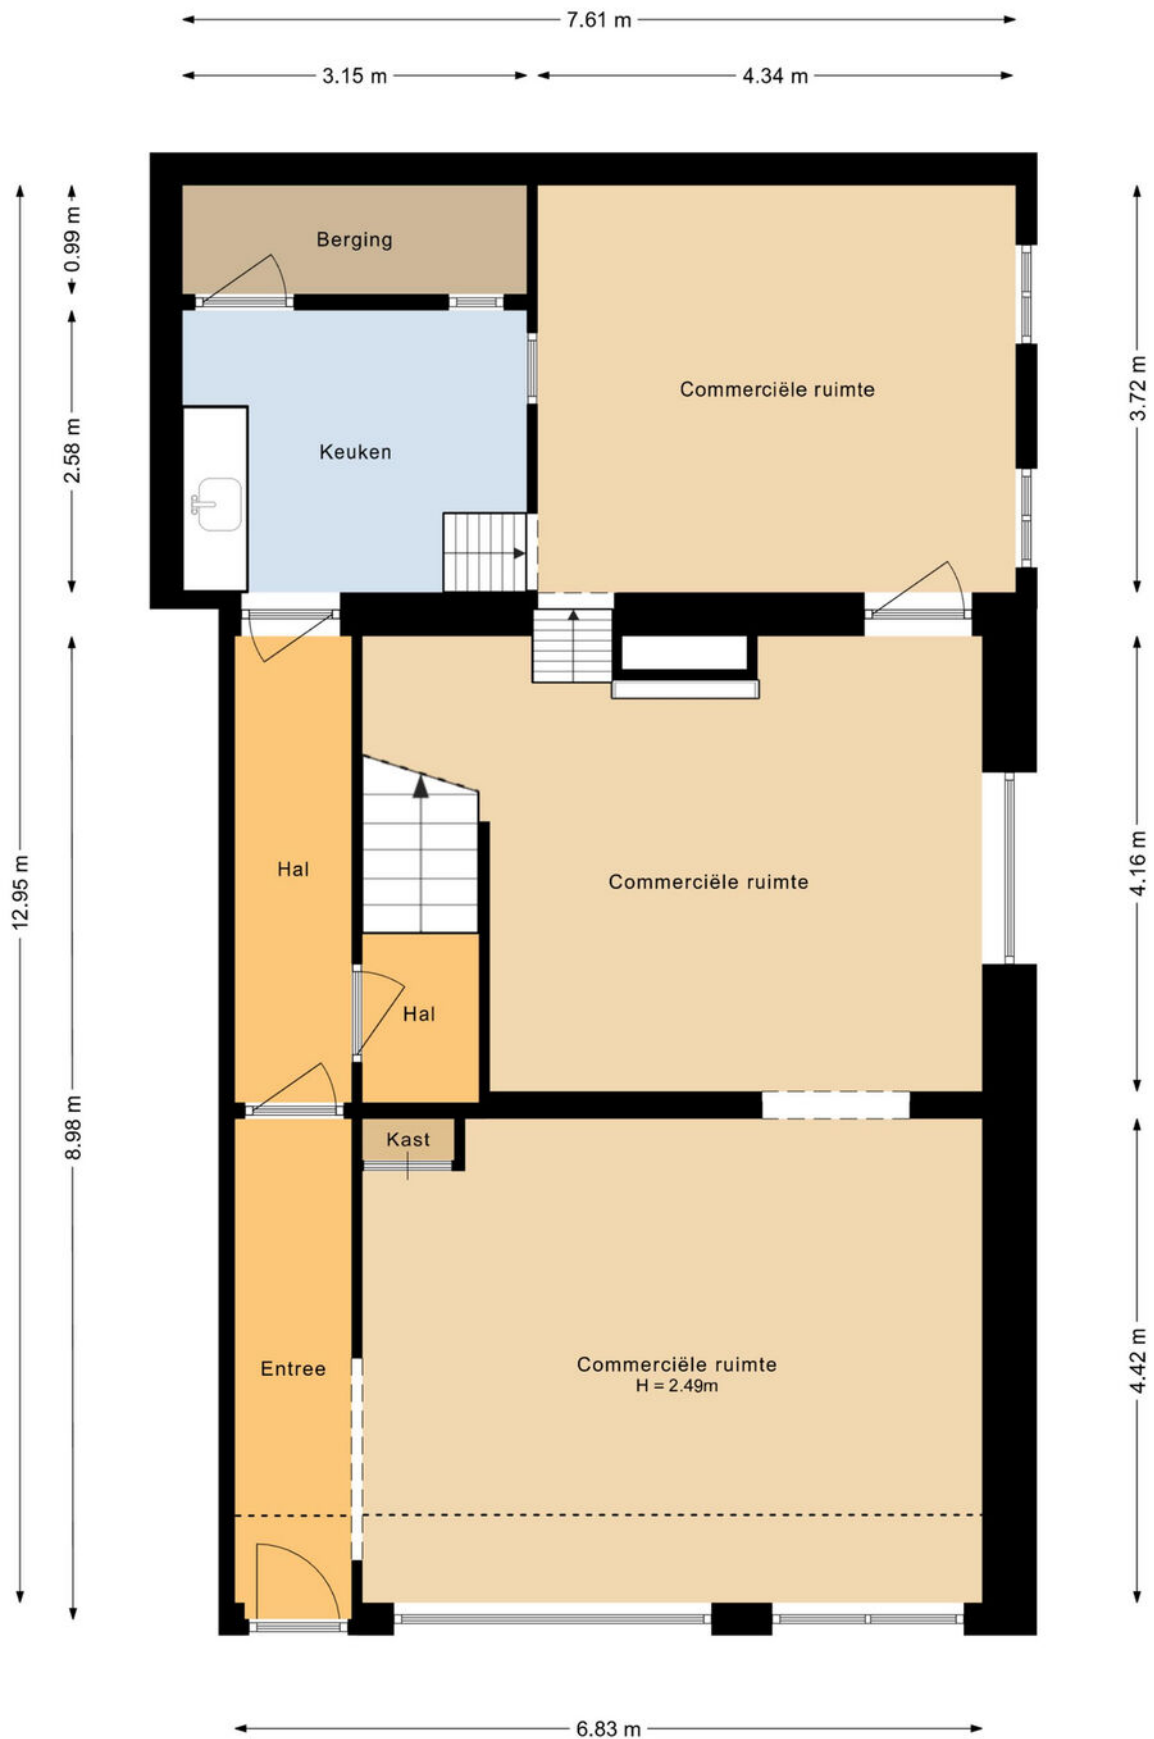 7.61 m
3.15 m
4.34 m
0.99 m
Berging
2.58 m
Keuken
Commerciële ruimte
3.72 m
12.95 m
Hal
Commerciële ruimte
4.16 m
Hal
8.98 m
Kast
Entree
Commerciële ruimte
H = 2.49m
4.42 m
6.83 m